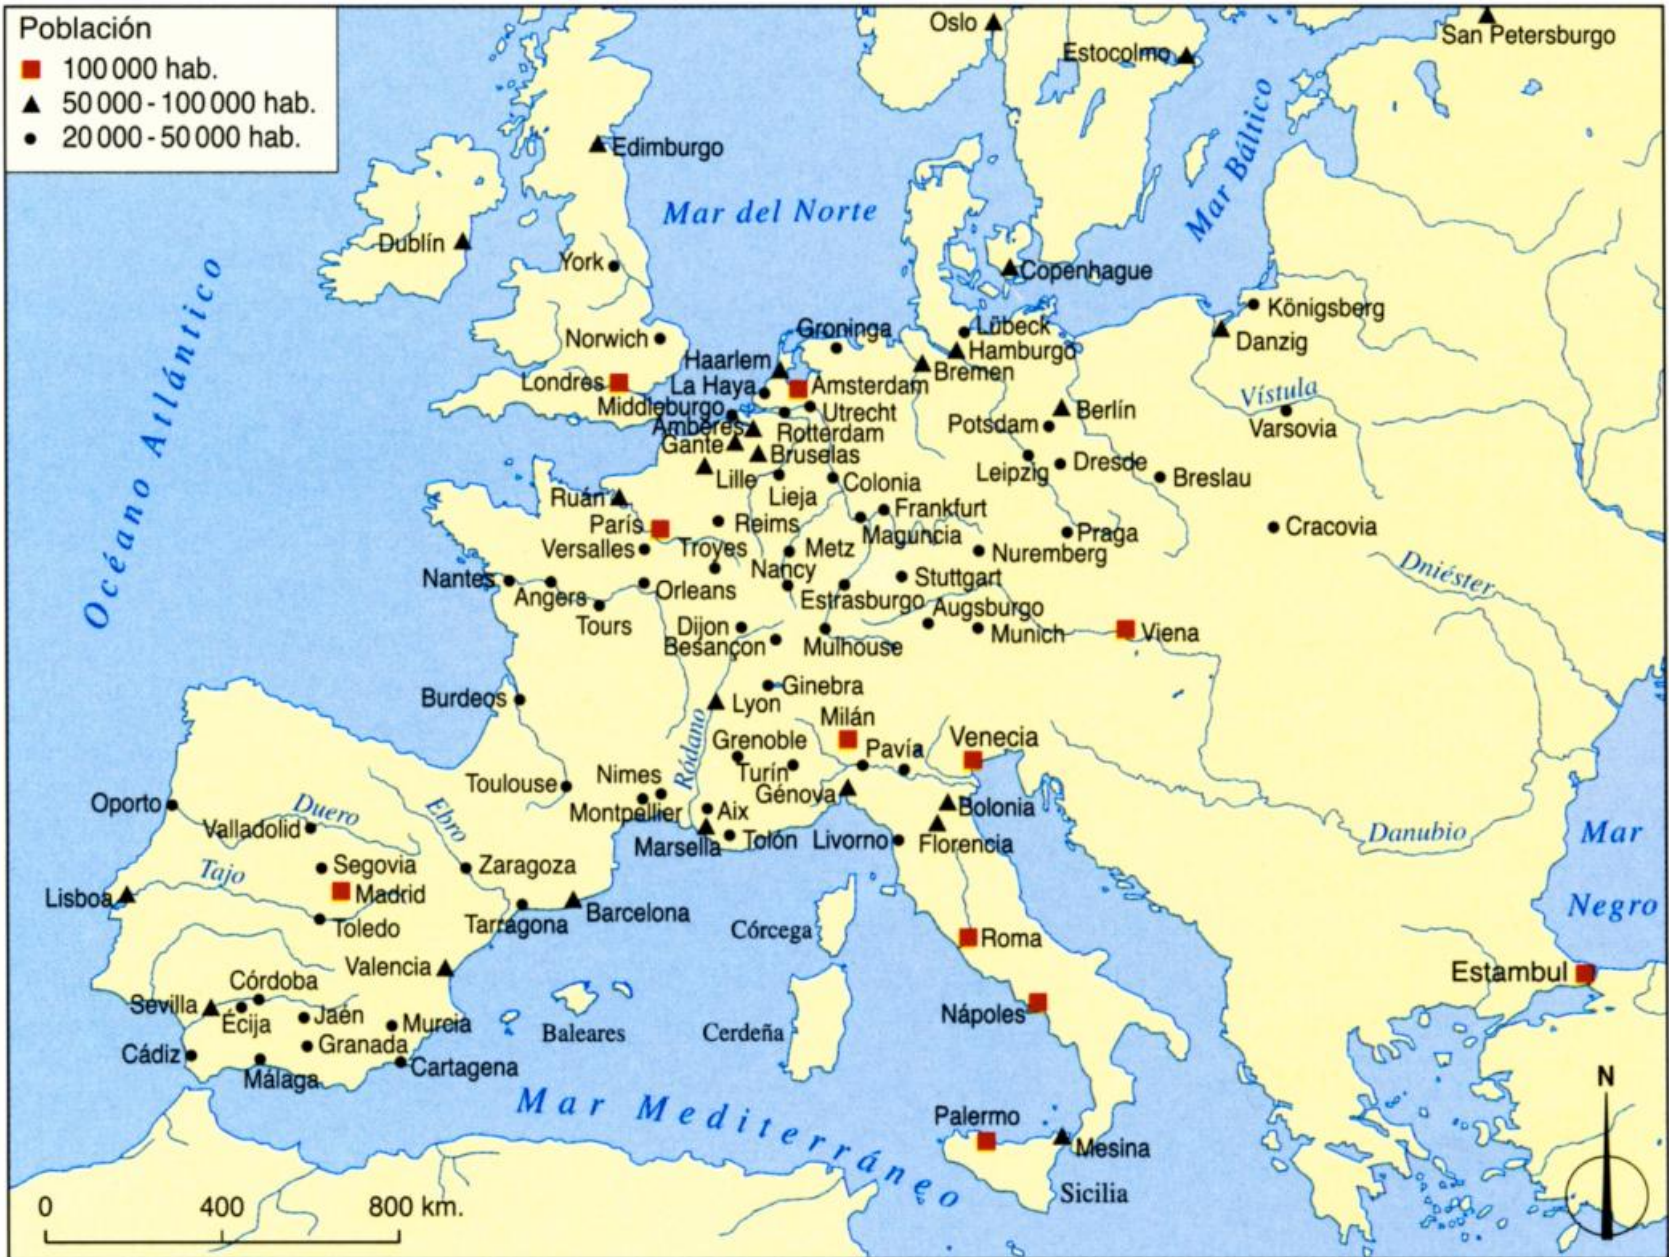 Población
100 000 hab.
50 000 - 100 000 hab.
20 000 - 50 000 hab.
Oslo
Estocolmo
San Petersburgo
Edimburgo
Mar del Norte
Mar Báltico
Dublín
York
Copenhague
Océano Atlántico
Königsberg
Danzig
Norwich
Groninga
Lübeck
Hamburgo
Haarlem
Bremen
Londres
La Haya
Amsterdam
Vístula
Middleburgo
Utrecht
Berlín
Amberes
Rotterdam
Potsdam
Varsovia
Gante
Bruselas
Leipzig
Dresde
Breslau
Lille
Lieja
Colonia
Ruán
Frankfurt
París
Reims
Maguncia
Praga
Cracovia
Versalles
Troyes
Metz
Nuremberg
Nancy
Stuttgart
Dniéster
Nantes
Angers
Orleans
Estrasburgo
Augsburgo
Tours
Dijon
Besançon
Mulhouse
Munich
Viena
Burdeos
Ginebra
Lyon
Milán
Ródano
Grenoble
Pavía
Venecia
Toulouse
Nimes
Turín
Génova
Oporto
Duero
Ebro
Montpellier
Aix
Bolonia
Valladolid
Marsella
Tolón
Livorno
Florencia
Danubio
Mar
Negro
Tajo
Segovia
Zaragoza
Lisboa
Madrid
Toledo
Tarragona
Barcelona
Córcega
Roma
Valencia
Estambul
Córdoba
Sevilla
Écija
Jaén
Murcia
Baleares
Cerdeña
Nápoles
Cádiz
Granada
Málaga
Cartagena
Mar Mediterráneo
Palermo
Mesina
Sicilia
N
0 400 800 km.